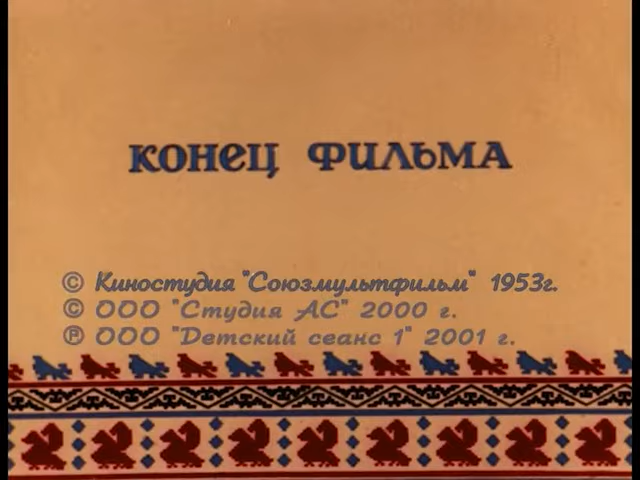 конец фильма
© Киностудия "Союзмультфильм" 1953г.
© ООО "Студия АС" 2000 г.
℗ ООО "Детский сеанс 1" 2001 г.